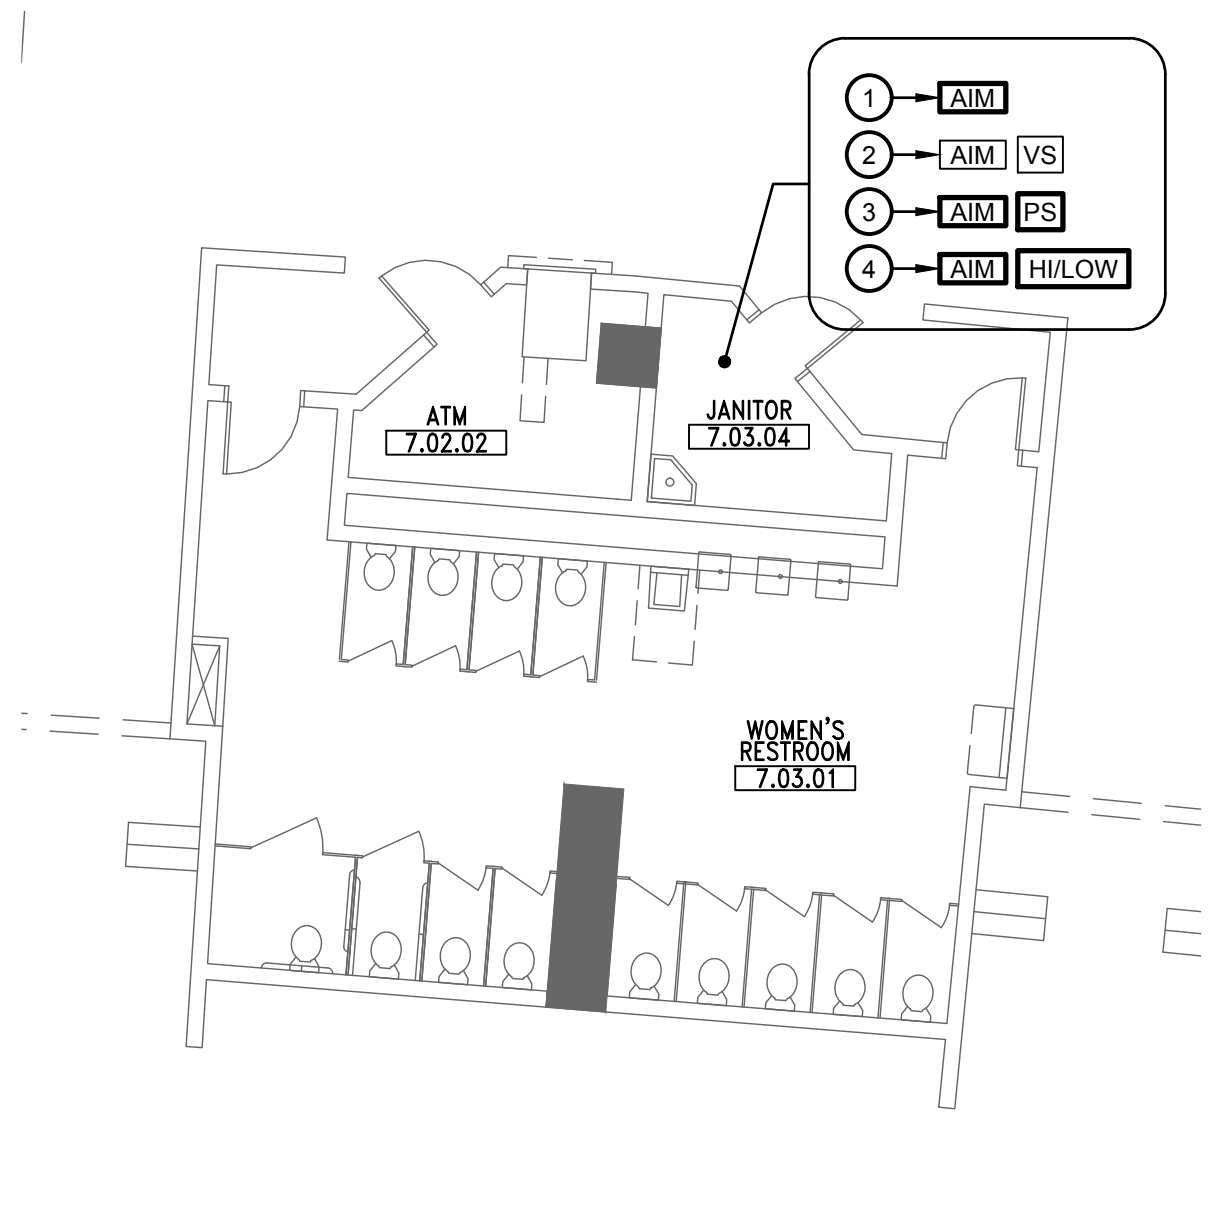 1 AIM
2 AIM VS
3 AIM PS
4 AIM HI/LOW
ATM
7.02.02
JANITOR
7.03.04
WOMEN'S
RESTROOM
7.03.01